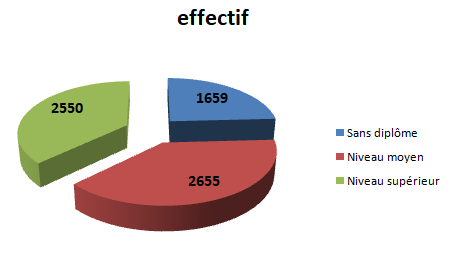 effectif
2550
1659
2655
Sans diplôme
Niveau moyen
Niveau supérieur